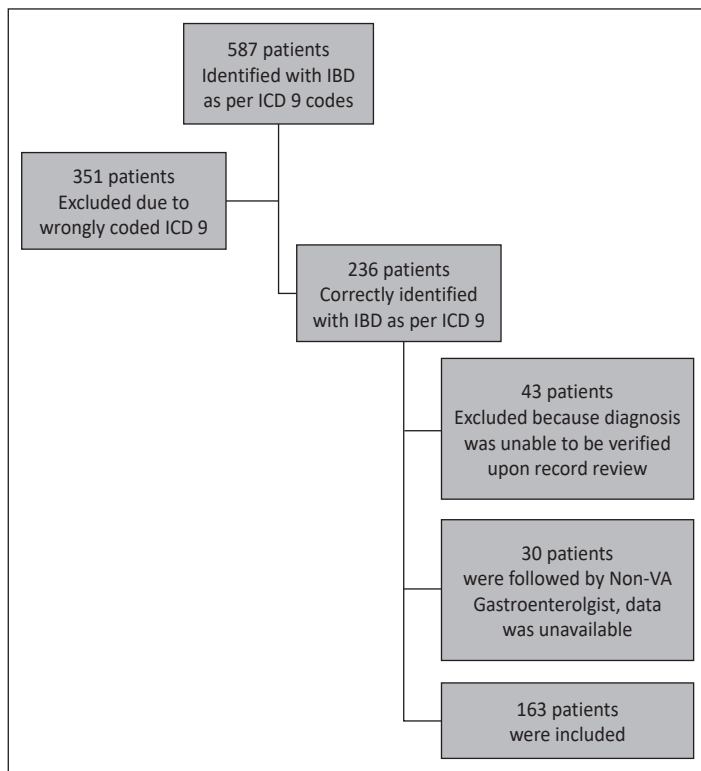 587 patients
Identified with IBD
as per ICD 9 codes
351 patients
Excluded due to
wrongly coded ICD 9
236 patients
Correctly identified
with IBD as per ICD 9
43 patients
Excluded because diagnosis
was unable to be verified
upon record review
30 patients
were followed by Non-VA
Gastroenterolgist, data
was unavailable
163 patients
were included